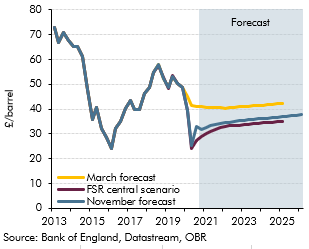 Forecast
£/barrel
80
70
60
50
40
30
20
10
0
March forecast
FSR central scenario
November forecast
2013 2015 2017 2019 2021 2023 2025
Source: Bank of England, Datastream, OBR